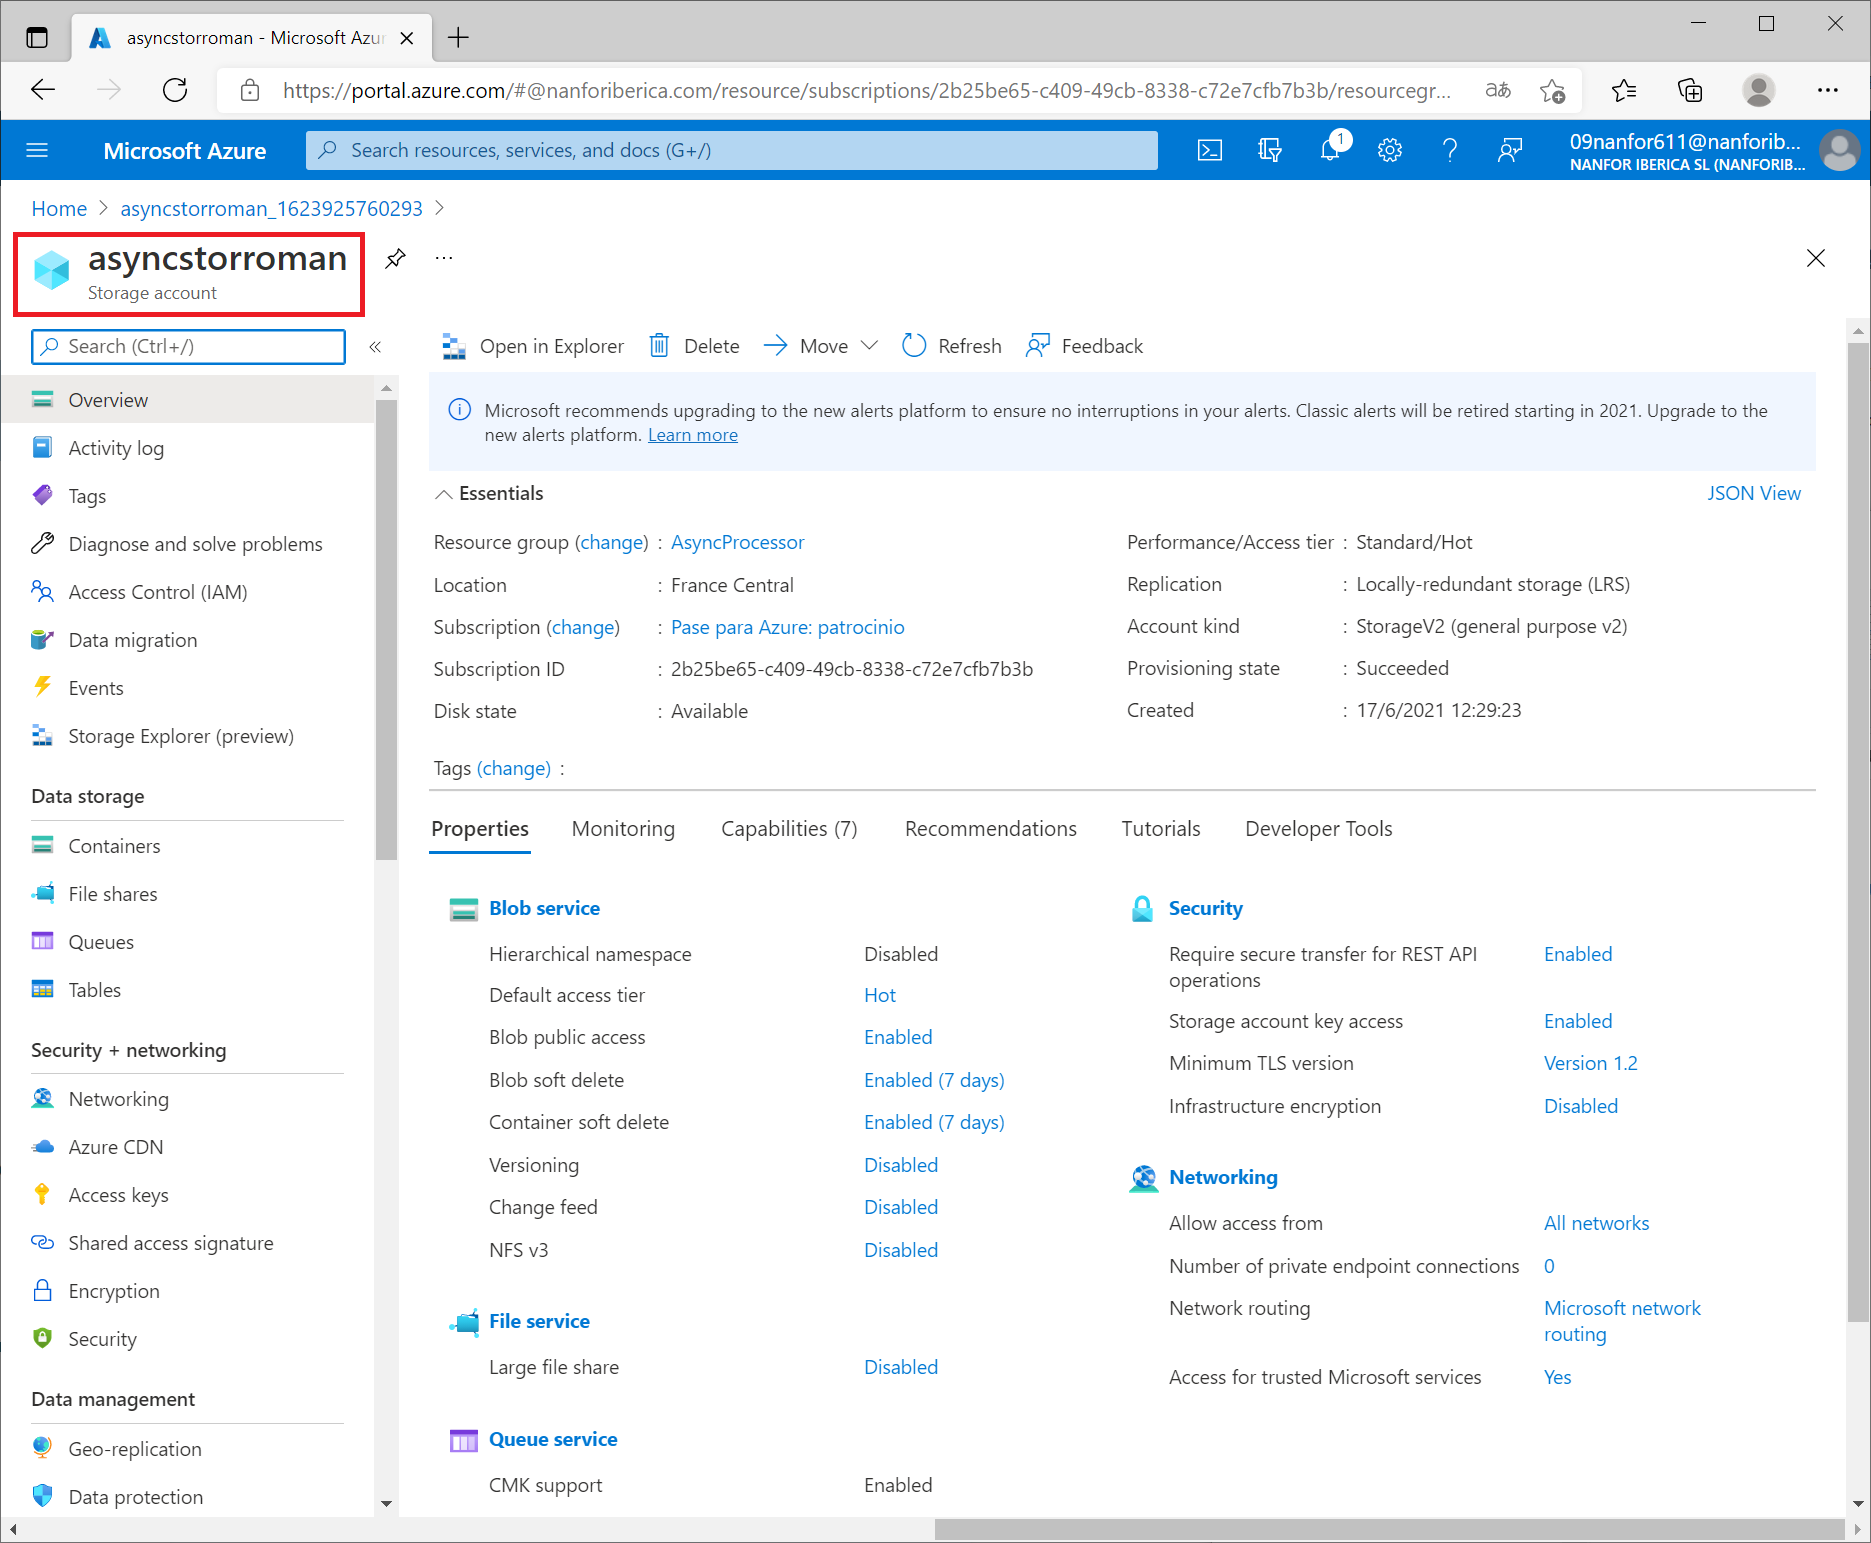 asyncstorroman - Microsoft Azur
https://portal.azure.com/#@nanforiberica.com/resource/subscriptions/2b25be65-c409-49cb-8338-c72e7cfb7b3b/resourcegr...
Microsoft Azure
Search resources, services, and docs (G+/)
1
09nanfor611@nanforib...
NANFOR IBERICA SL (NANFORIB...
Home > asyncstorroman_1623925760293 >
asyncstorroman
Storage account
Search (Ctrl+/)
Overview
Activity log
Tags
Diagnose and solve problems
Access Control (IAM)
Data migration
Events
Storage Explorer (preview)
Data storage
Containers
File shares
Queues
Tables
Security + networking
Networking
Azure CDN
Access keys
Shared access signature
Encryption
Security
Data management
Geo-replication
Data protection
Open in Explorer Delete Move Refresh Feedback
Microsoft recommends upgrading to the new alerts platform to ensure no interruptions in your alerts. Classic alerts will be retired starting in 2021. Upgrade to the
new alerts platform. Learn more
Essentials JSON View
Resource group (change) : AsyncProcessor
Location : France Central
Subscription (change) : Pase para Azure: patrocinio
Subscription ID : 2b25be65-c409-49cb-8338-c72e7cfb7b3b
Disk state : Available
Performance/Access tier : Standard/Hot
Replication : Locally-redundant storage (LRS)
Account kind : StorageV2 (general purpose v2)
Provisioning state : Succeeded
Created : 17/6/2021 12:29:23
Tags (change) :
Properties Monitoring Capabilities (7) Recommendations Tutorials Developer Tools
Blob service
Hierarchical namespace Disabled
Default access tier Hot
Blob public access Enabled
Blob soft delete Enabled (7 days)
Container soft delete Enabled (7 days)
Versioning Disabled
Change feed Disabled
NFS v3 Disabled
File service
Large file share Disabled
Queue service
CMK support Enabled
Security
Require secure transfer for REST API Enabled
operations
Storage account key access Enabled
Minimum TLS version Version 1.2
Infrastructure encryption Disabled
Networking
Allow access from All networks
Number of private endpoint connections 0
Network routing Microsoft network
routing
Access for trusted Microsoft services Yes